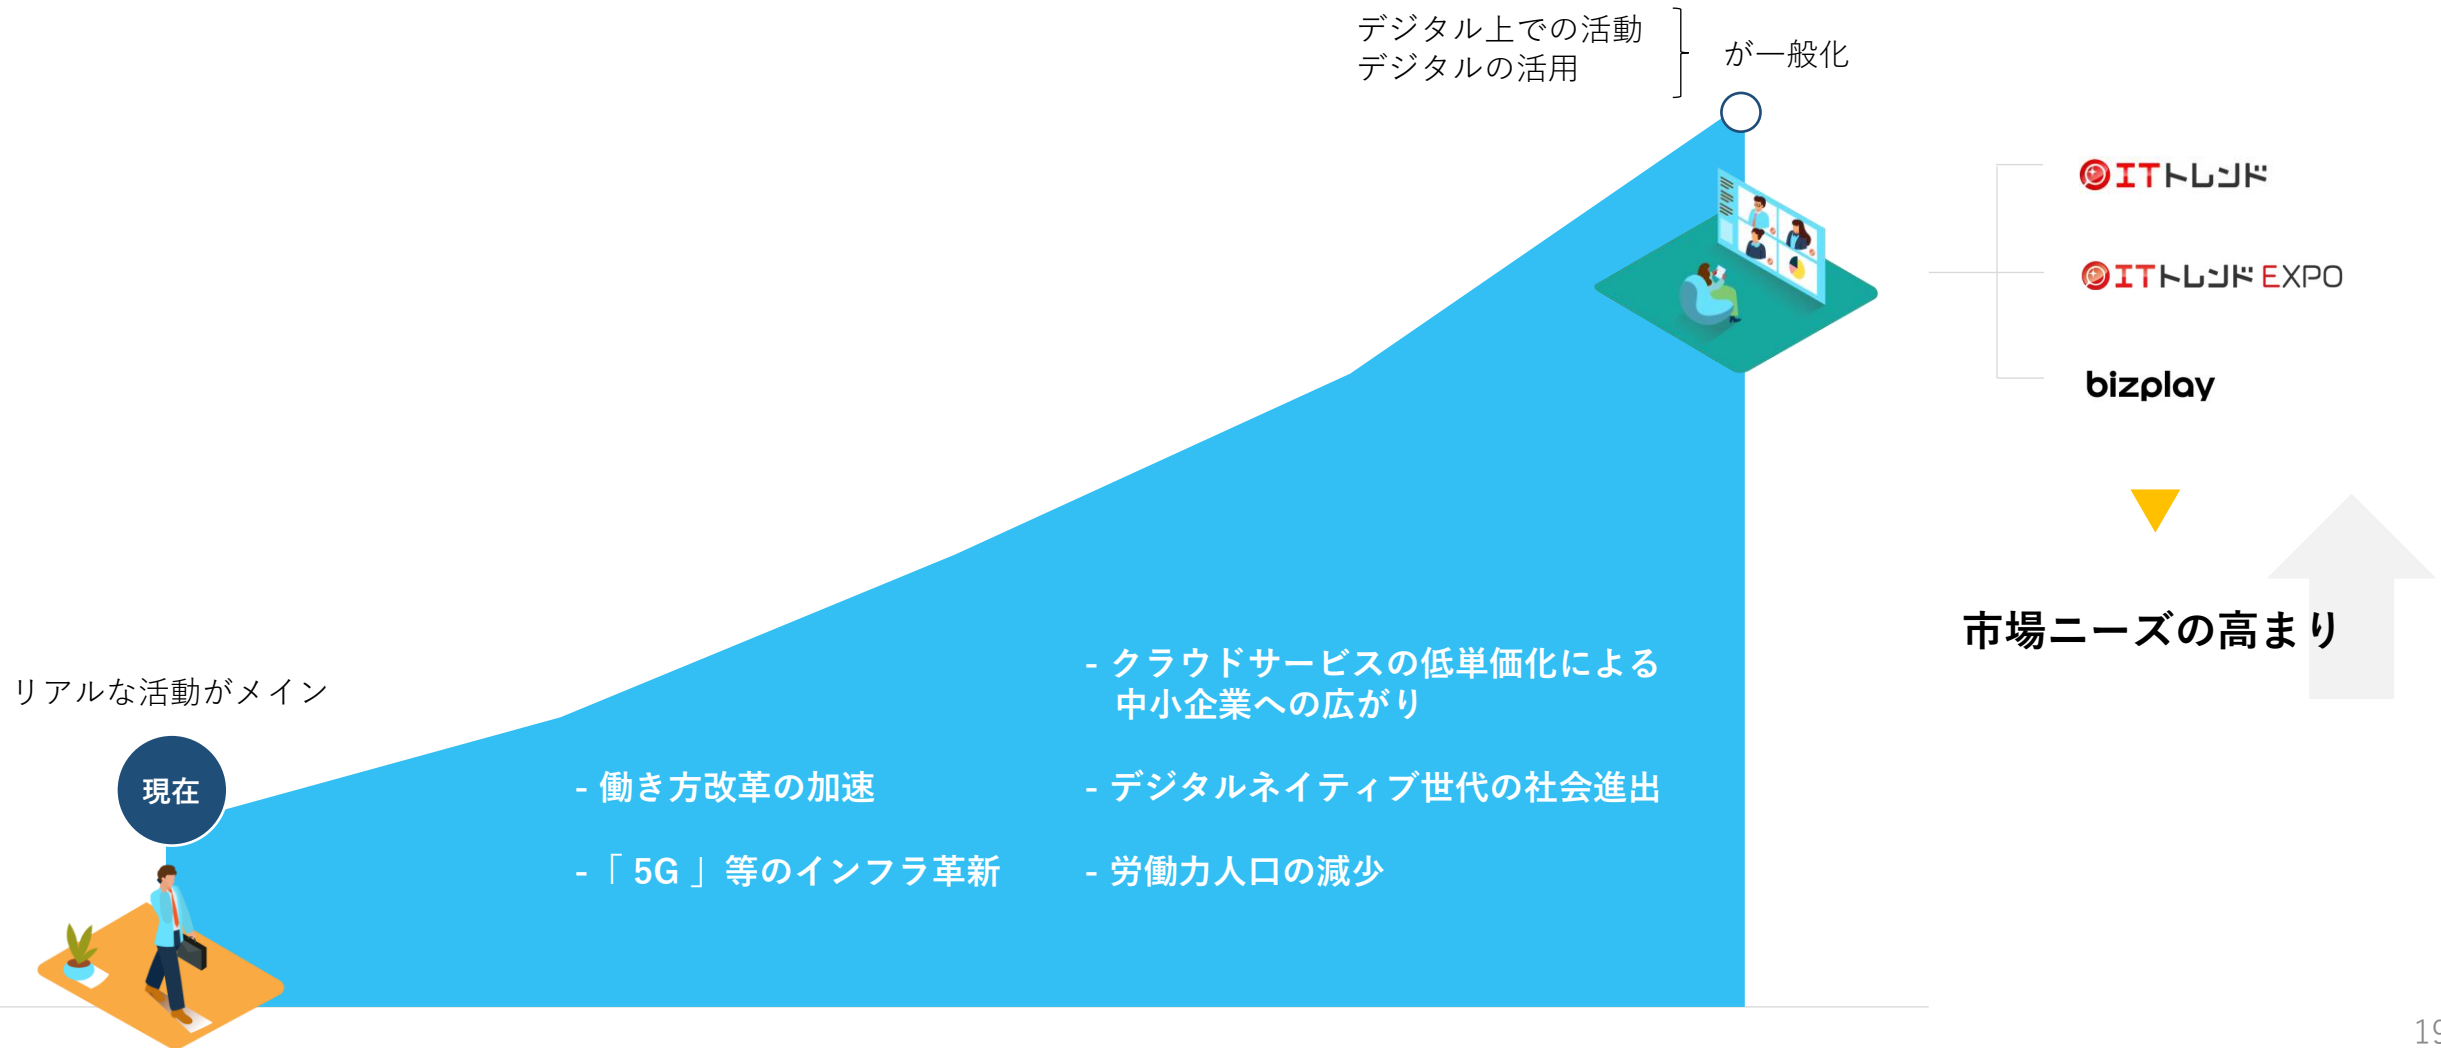 デジタル上での活動
デジタルの活用
が一般化
ITトレンド
ITトレンド EXPO
bizplay
市場ニーズの高まり
リアルな活動がメイン
現在
- 働き方改革の加速
-「 5G 」等のインフラ革新
- クラウドサービスの低単価化による
中小企業への広がり
- デジタルネイティブ世代の社会進出
- 労働力人口の減少
19